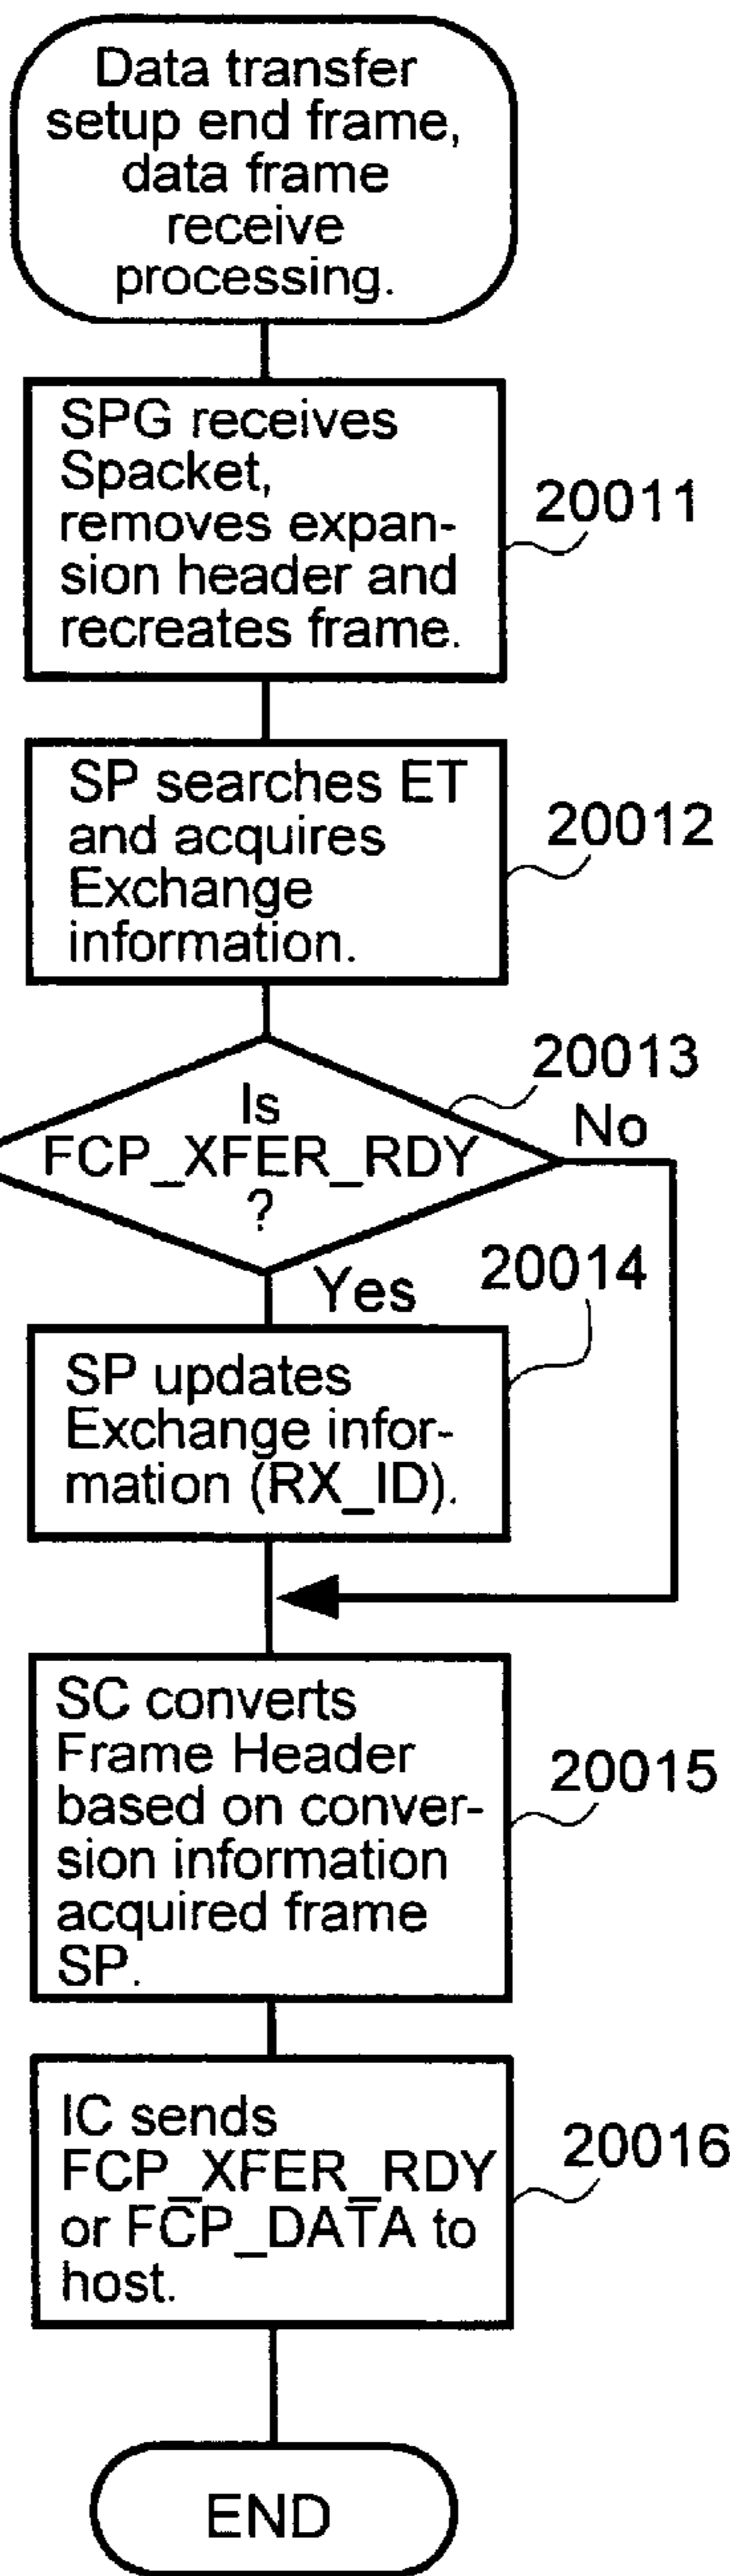 Data transfer
setup end frame,
data frame
receive
processing.
SPG receives
Spacket,
removes expan-
sion header and
recreates frame.
20011
SP searches ET
and acquires
Exchange
information.
20012
Is
FCP_XFER_RDY
?
20013
No
Yes
20014
SP updates
Exchange infor-
mation (RX_ID).
SC converts
Frame Header
based on conver-
sion information
acquired frame
SP.
20015
IC sends
FCP_XFER_RDY
or FCP_DATA to
host.
20016
END